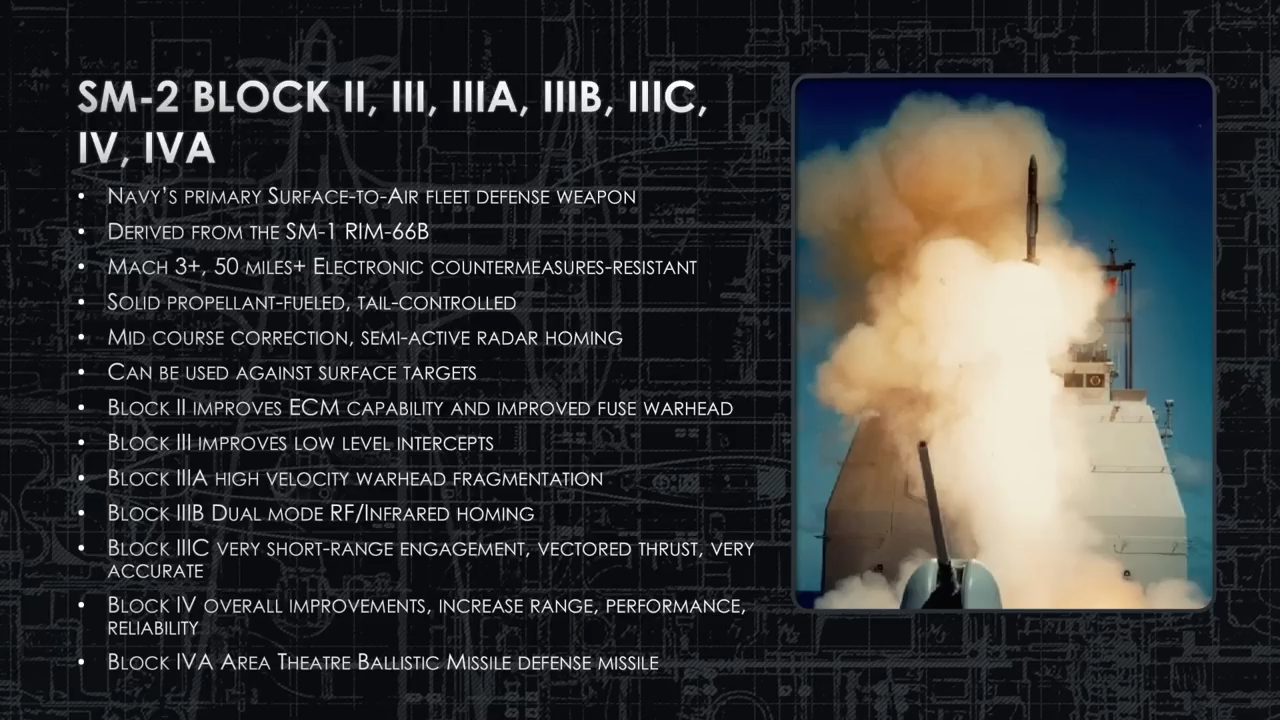 SM-2 BLOCK II, III, IIIA, IIIB, IIIC,
IV, IVA
• NAVY'S PRIMARY SURFACE-TO-AIR FLEET DEFENSE WEAPON
• DERIVED FROM THE SM-1 RIM-66B
• MACH 3+, 50 MILES+ ELECTRONIC COUNTERMEASURES-RESISTANT
• SOLID PROPELLANT-FUELED, TAIL-CONTROLLED
• MID COURSE CORRECTION, SEMI-ACTIVE RADAR HOMING
• CAN BE USED AGAINST SURFACE TARGETS
• BLOCK II IMPROVES ECM CAPABILITY AND IMPROVED FUSE WARHEAD
• BLOCK III IMPROVES LOW LEVEL INTERCEPTS
• BLOCK IIIA HIGH VELOCITY WARHEAD FRAGMENTATION
• BLOCK IIIB DUAL MODE RF/INFRARED HOMING
• BLOCK IIIC VERY SHORT-RANGE ENGAGEMENT, VECTORED THRUST, VERY
ACCURATE
• BLOCK IV OVERALL IMPROVEMENTS, INCREASE RANGE, PERFORMANCE,
RELIABILITY
• BLOCK IVA AREA THEATRE BALLISTIC MISSILE DEFENSE MISSILE